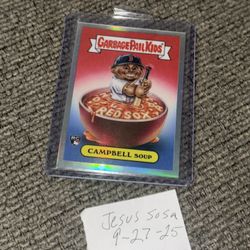 GARBAGE PAIL KIDS
RED SOX
CAMPBELL SOUP
RC
Jesus Sosa
9-27-25